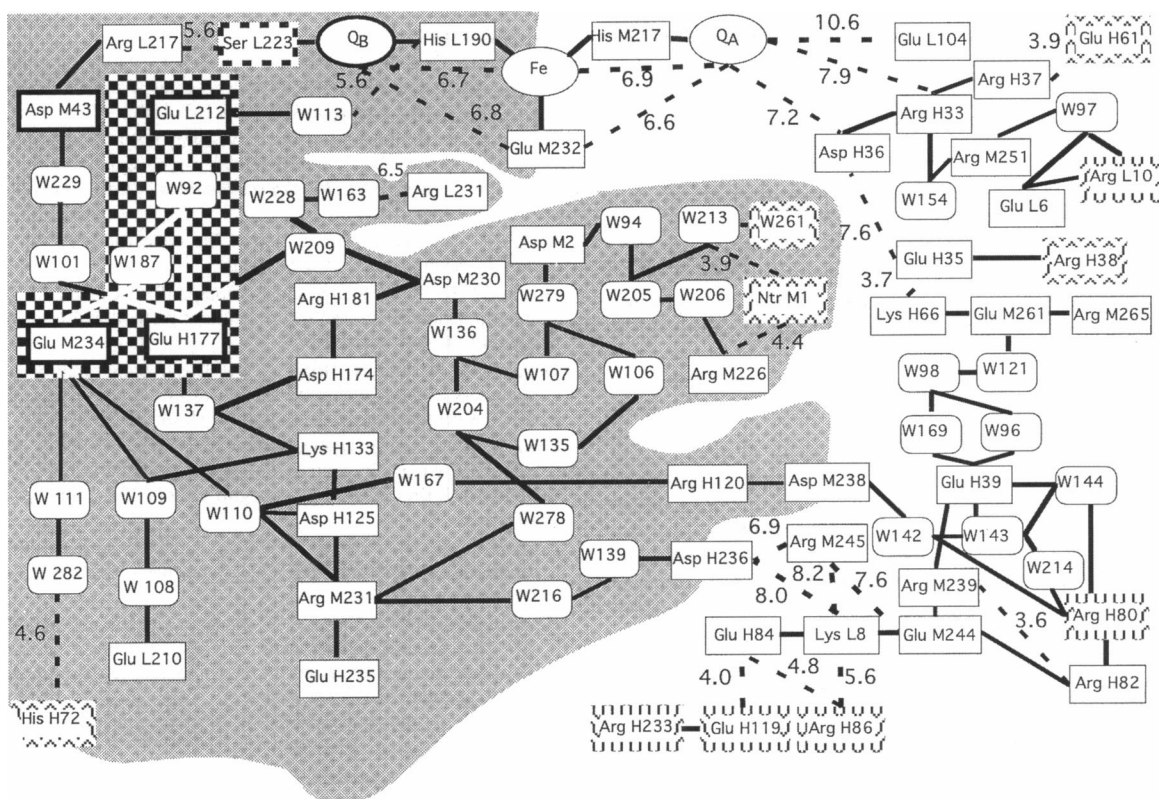 5.6
10.6
Arg L217
Ser L223
QB
His L190
His M217
QA
Glu L104
3.9
Glu H61
Fe
5.6
6.7
6.9
7.9
Arg H37
Asp M43
Glu L212
W113
6.8
6.6
7.2
Arg H33
W97
Glu M232
Asp H36
Arg M251
Arg L10
W229
W92
W228
W163
6.5
Arg L231
W154
Glu L6
W94
W213
W261
7.6
W101
W187
W209
Asp M2
3.9
Glu H35
Arg H38
Asp M230
3.7
Arg H181
W279
W205
W206
Ntr M1
Lys H66
Glu M261
Arg M265
Glu M234
Glu H177
W136
4.4
Asp H174
W107
W106
Arg M226
W98
W121
W137
W204
W169
W96
Lys H133
W135
W167
Arg H120
Asp M238
Glu H39
W144
W 111
W109
W110
Asp H125
W278
6.9
Arg M245
W142
W143
W139
Asp H236
W214
W 282
W 108
8.2
7.6
Arg M239
8.0
Arg M231
W216
3.6
Arg H80
4.6
Glu H84
Lys L8
Glu M244
Glu L210
Glu H235
4.0
4.8
5.6
Arg H82
His H72
Arg H233
Glu H119
Arg H86